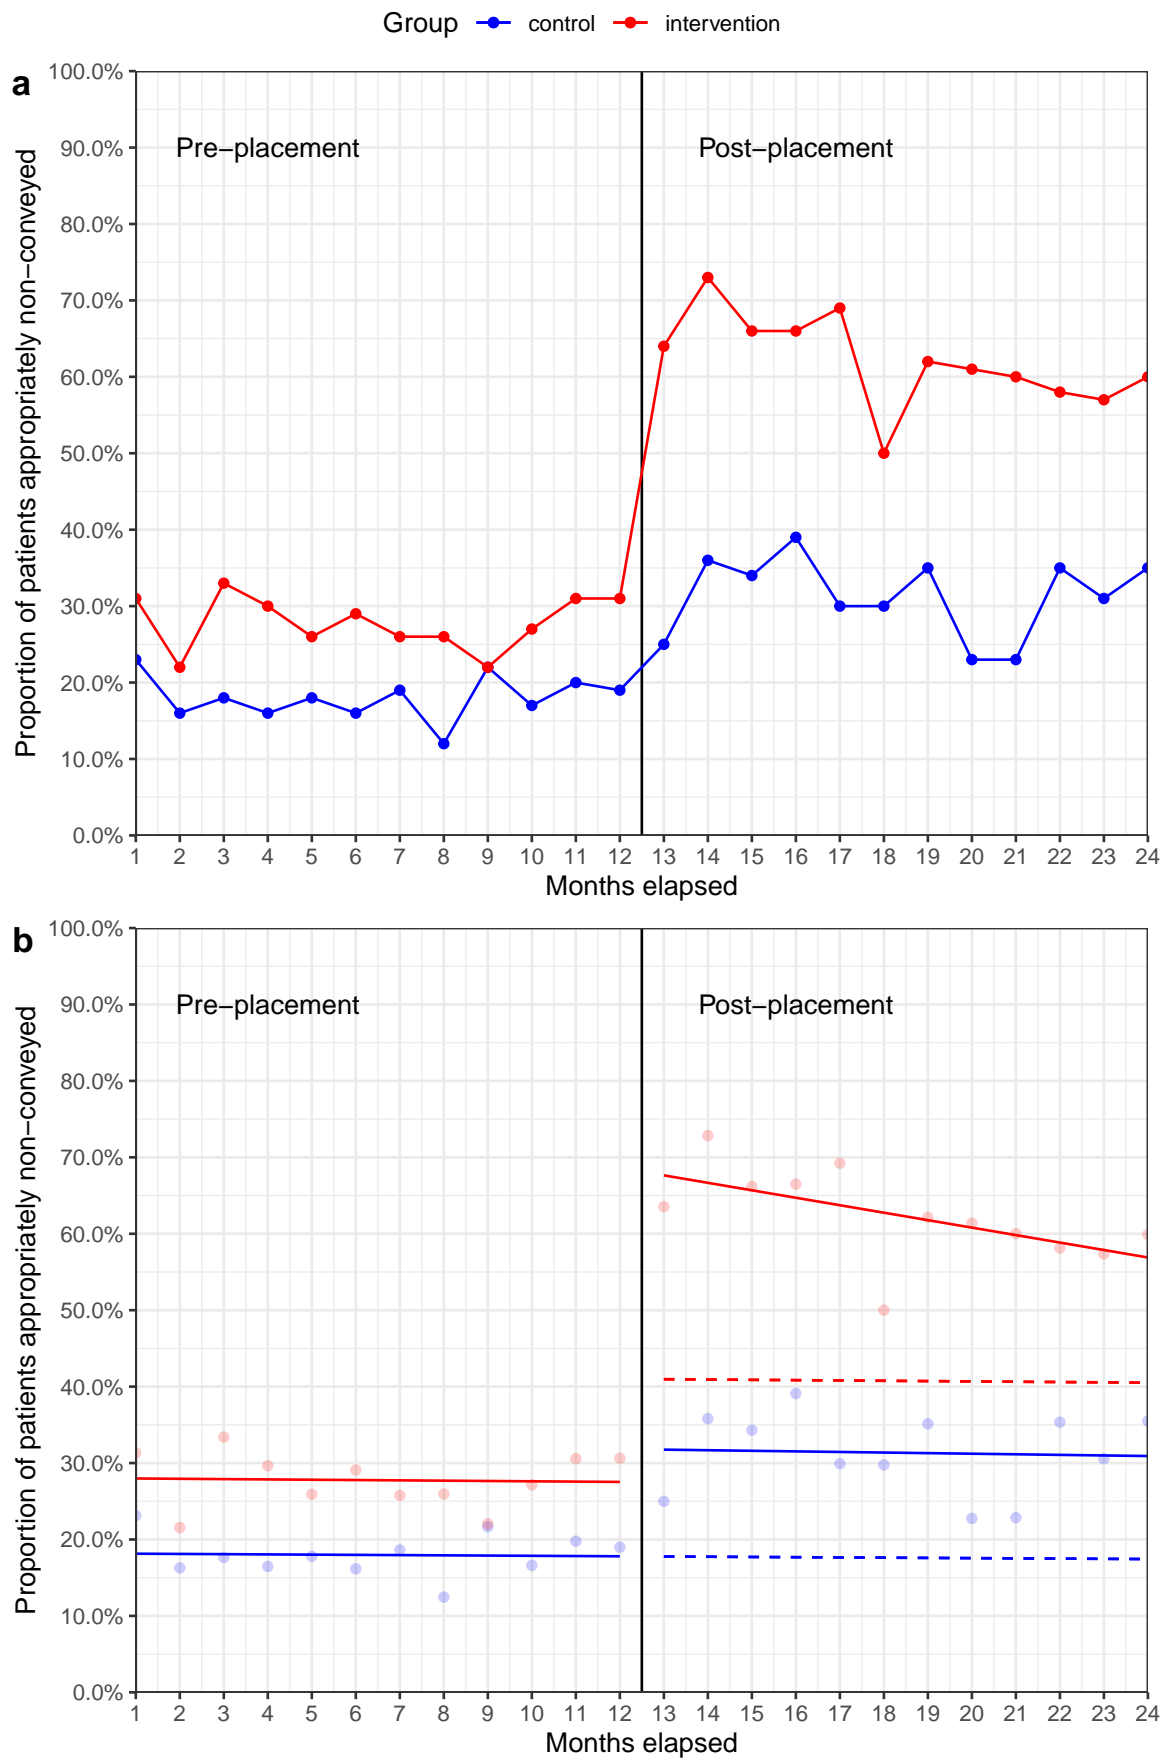 Group control intervention
a
Proportion of patients appropriately non−conveyed
100.0%
90.0%
80.0%
70.0%
60.0%
50.0%
40.0%
30.0%
20.0%
10.0%
0.0%
Pre−placement Post−placement
1 2 3 4 5 6 7 8 9 10 11 12 13 14 15 16 17 18 19 20 21 22 23 24
Months elapsed
b
Proportion of patients appropriately non−conveyed
100.0%
90.0%
80.0%
70.0%
60.0%
50.0%
40.0%
30.0%
20.0%
10.0%
0.0%
Pre−placement Post−placement
1 2 3 4 5 6 7 8 9 10 11 12 13 14 15 16 17 18 19 20 21 22 23 24
Months elapsed